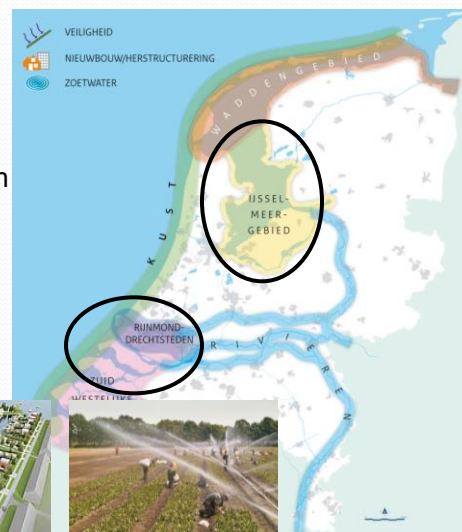 VEILIGHEID
NIEUWBOUW/HERSTRUCTURERING
ZOETWATER
WADDENGEBIED
n
IJSSEL-
MEER-
GEBIED
KUST
RIJNMOND-
DRECHTSTEDEN
RIVIEREN
ZUID
WESTELIJKE